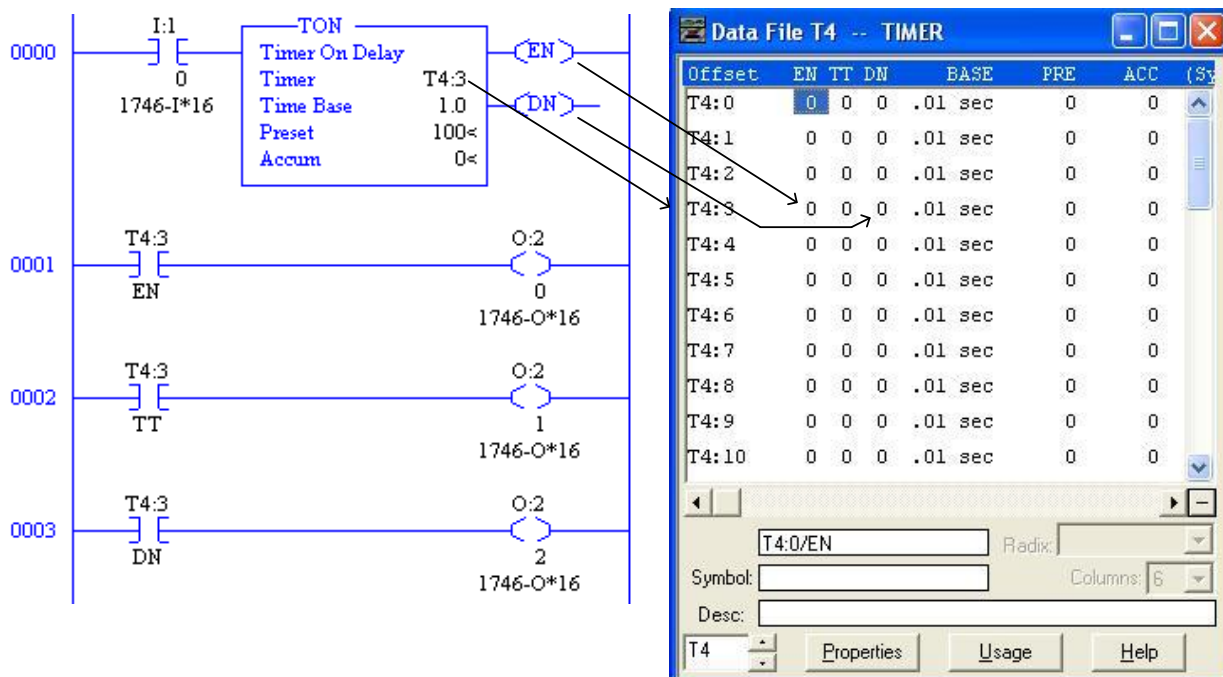 I:1
TON
0000
Timer On Delay
EN
0
Timer T4:3
1746-I*16
Time Base 1.0
DN
Preset 100<
Accum 0<
T4:3 O:2
0001
EN 0
1746-O*16
T4:3 O:2
0002
TT 1
1746-O*16
T4:3 O:2
0003
DN 2
1746-O*16
Data File T4 -- TIMER
Offset EN TT DN BASE PRE ACC (Sy
T4:0 0 0 0 .01 sec 0 0
T4:1 0 0 0 .01 sec 0 0
T4:2 0 0 0 .01 sec 0 0
T4:3 0 0 0 .01 sec 0 0
T4:4 0 0 0 .01 sec 0 0
T4:5 0 0 0 .01 sec 0 0
T4:6 0 0 0 .01 sec 0 0
T4:7 0 0 0 .01 sec 0 0
T4:8 0 0 0 .01 sec 0 0
T4:9 0 0 0 .01 sec 0 0
T4:10 0 0 0 .01 sec 0 0
T4:0/EN Radix:
Symbol: Columns: 6
Desc:
T4 Properties Usage Help